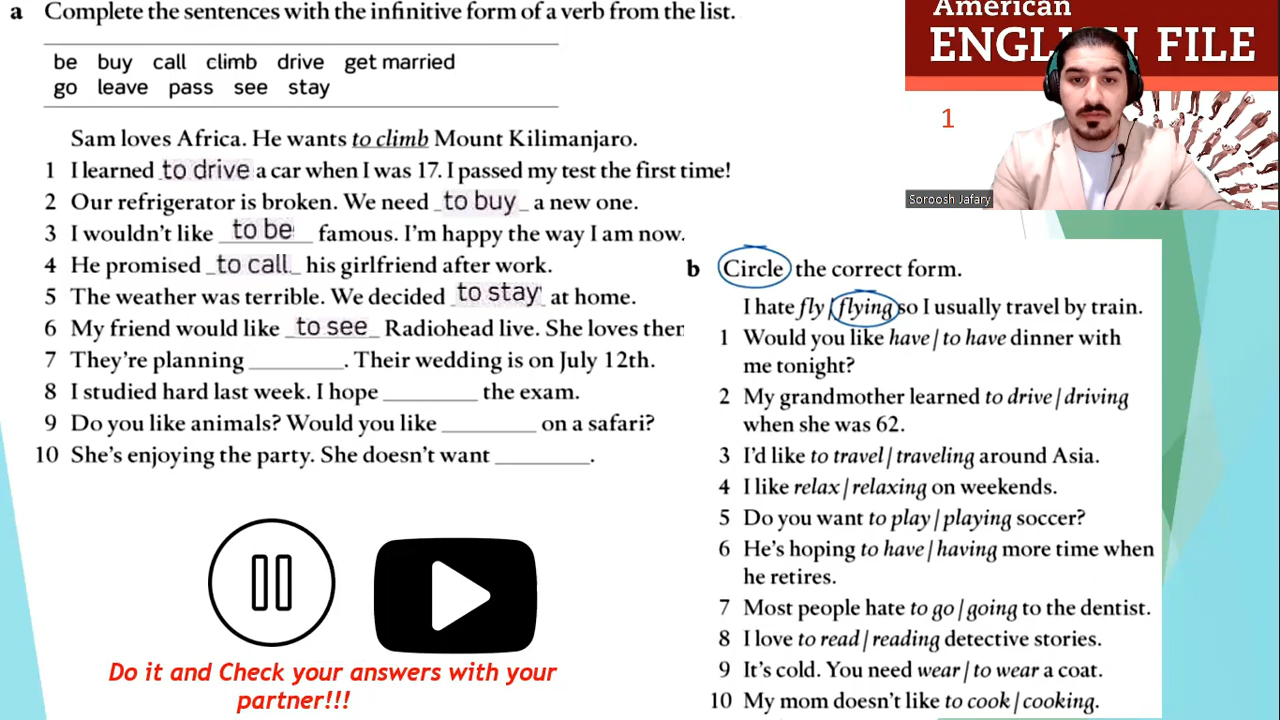 a Complete the sentences with the infinitive form of a verb from the list.
be buy call climb drive get married
go leave pass see stay
Sam loves Africa. He wants to climb Mount Kilimanjaro.
1 I learned to drive a car when I was 17. I passed my test the first time!
2 Our refrigerator is broken. We need to buy a new one.
3 I wouldn't like to be famous. I'm happy the way I am now.
4 He promised to call his girlfriend after work.
5 The weather was terrible. We decided to stay at home.
6 My friend would like to see Radiohead live. She loves
7 They're planning ________. Their wedding is on July 12th.
8 I studied hard last week. I hope ________ the exam.
9 Do you like animals? Would you like ________ on a safari?
10 She's enjoying the party. She doesn't want ________.
Do it and Check your answers with your
partner!!!
American
ENGLISH FILE
1
Soroosh Jafary
b Circle the correct form.
I hate fly / flying so I usually travel by train.
1 Would you like have / to have dinner with
me tonight?
2 My grandmother learned to drive / driving
when she was 62.
3 I'd like to travel / traveling around Asia.
4 I like relax / relaxing on weekends.
5 Do you want to play / playing soccer?
6 He's hoping to have / having more time when
he retires.
7 Most people hate to go / going to the dentist.
8 I love to read / reading detective stories.
9 It's cold. You need wear / to wear a coat.
10 My mom doesn't like to cook / cooking.